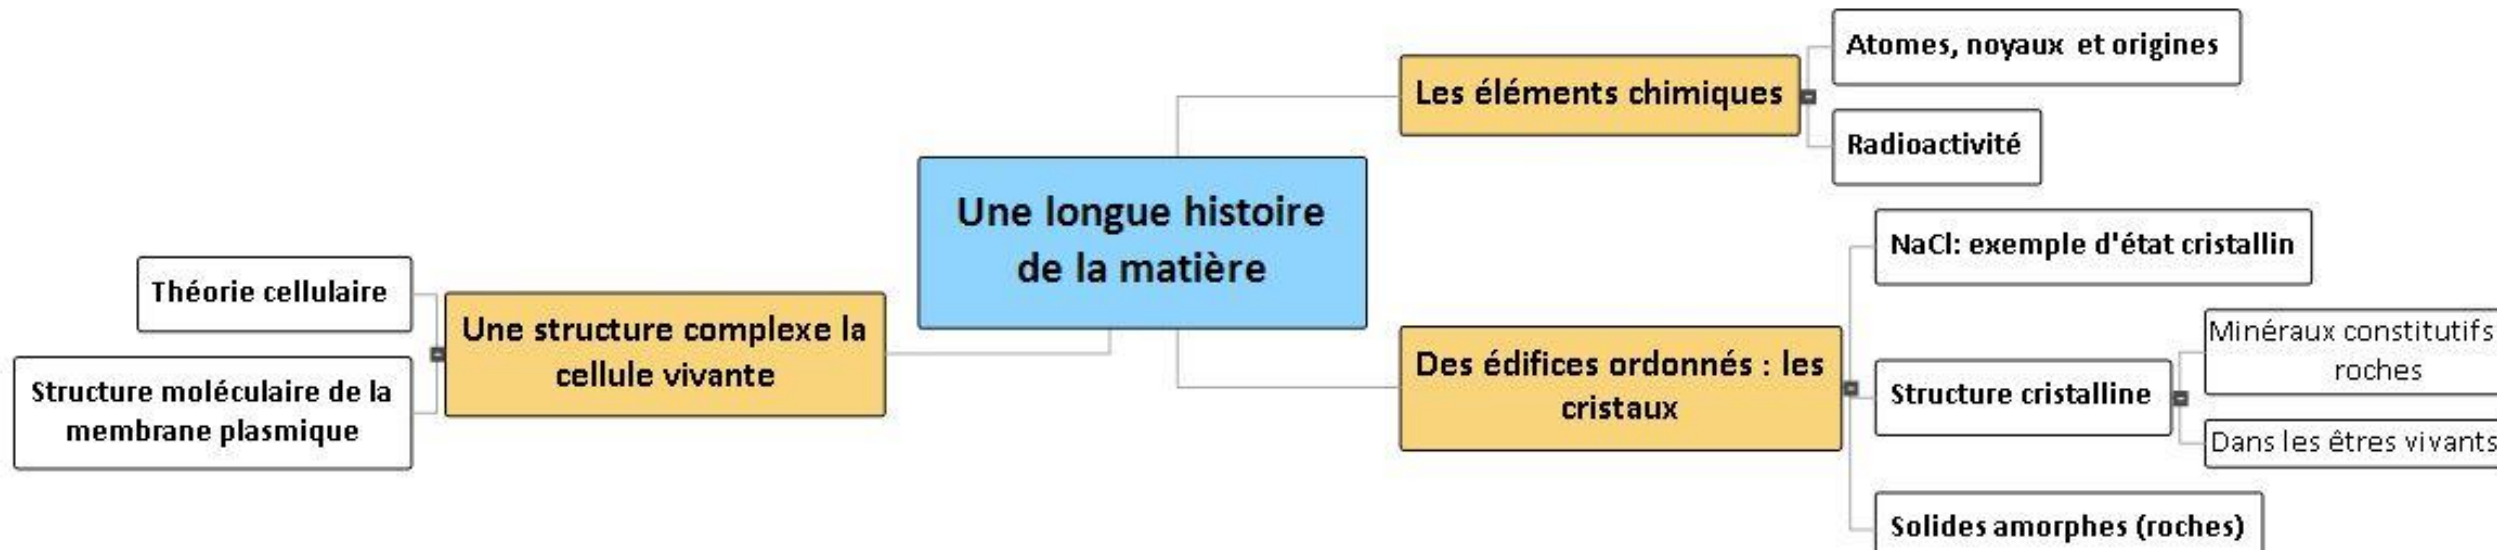 Une longue histoire
de la matière
Les éléments chimiques
Atomes, noyaux et origines
Radioactivité
Des édifices ordonnés : les
cristaux
NaCl: exemple d'état cristallin
Structure cristalline
Minéraux constitutifs
roches
Dans les êtres vivants
Solides amorphes (roches)
Une structure complexe la
cellule vivante
Théorie cellulaire
Structure moléculaire de la
membrane plasmique